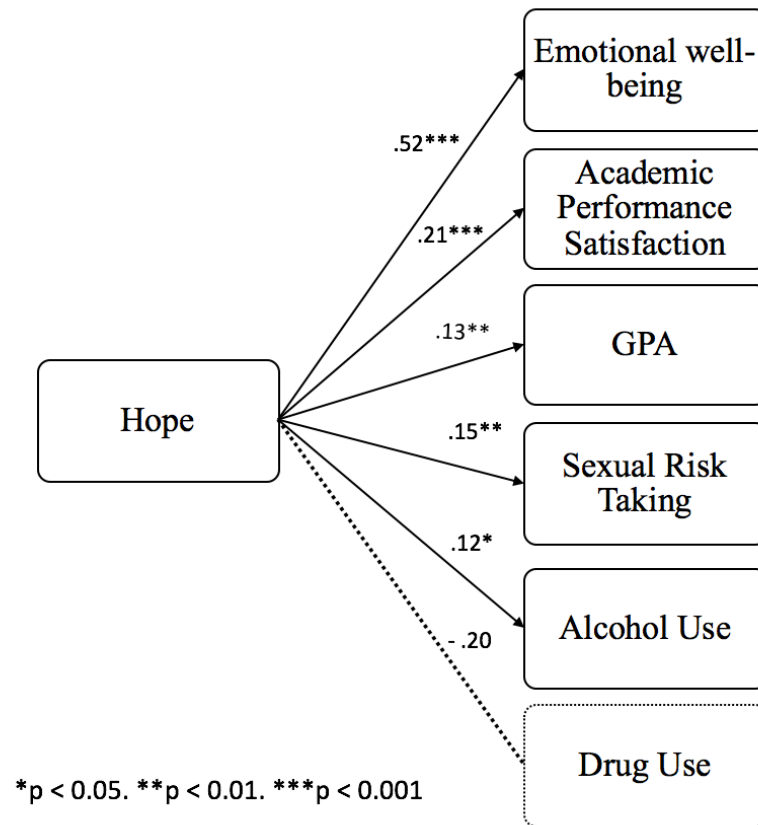 Emotional well-
being
.52***
Academic
Performance
Satisfaction
.21***
.13**
GPA
Hope
.15**
Sexual Risk
Taking
.12*
Alcohol Use
- .20
Drug Use
*p < 0.05. **p < 0.01. ***p < 0.001